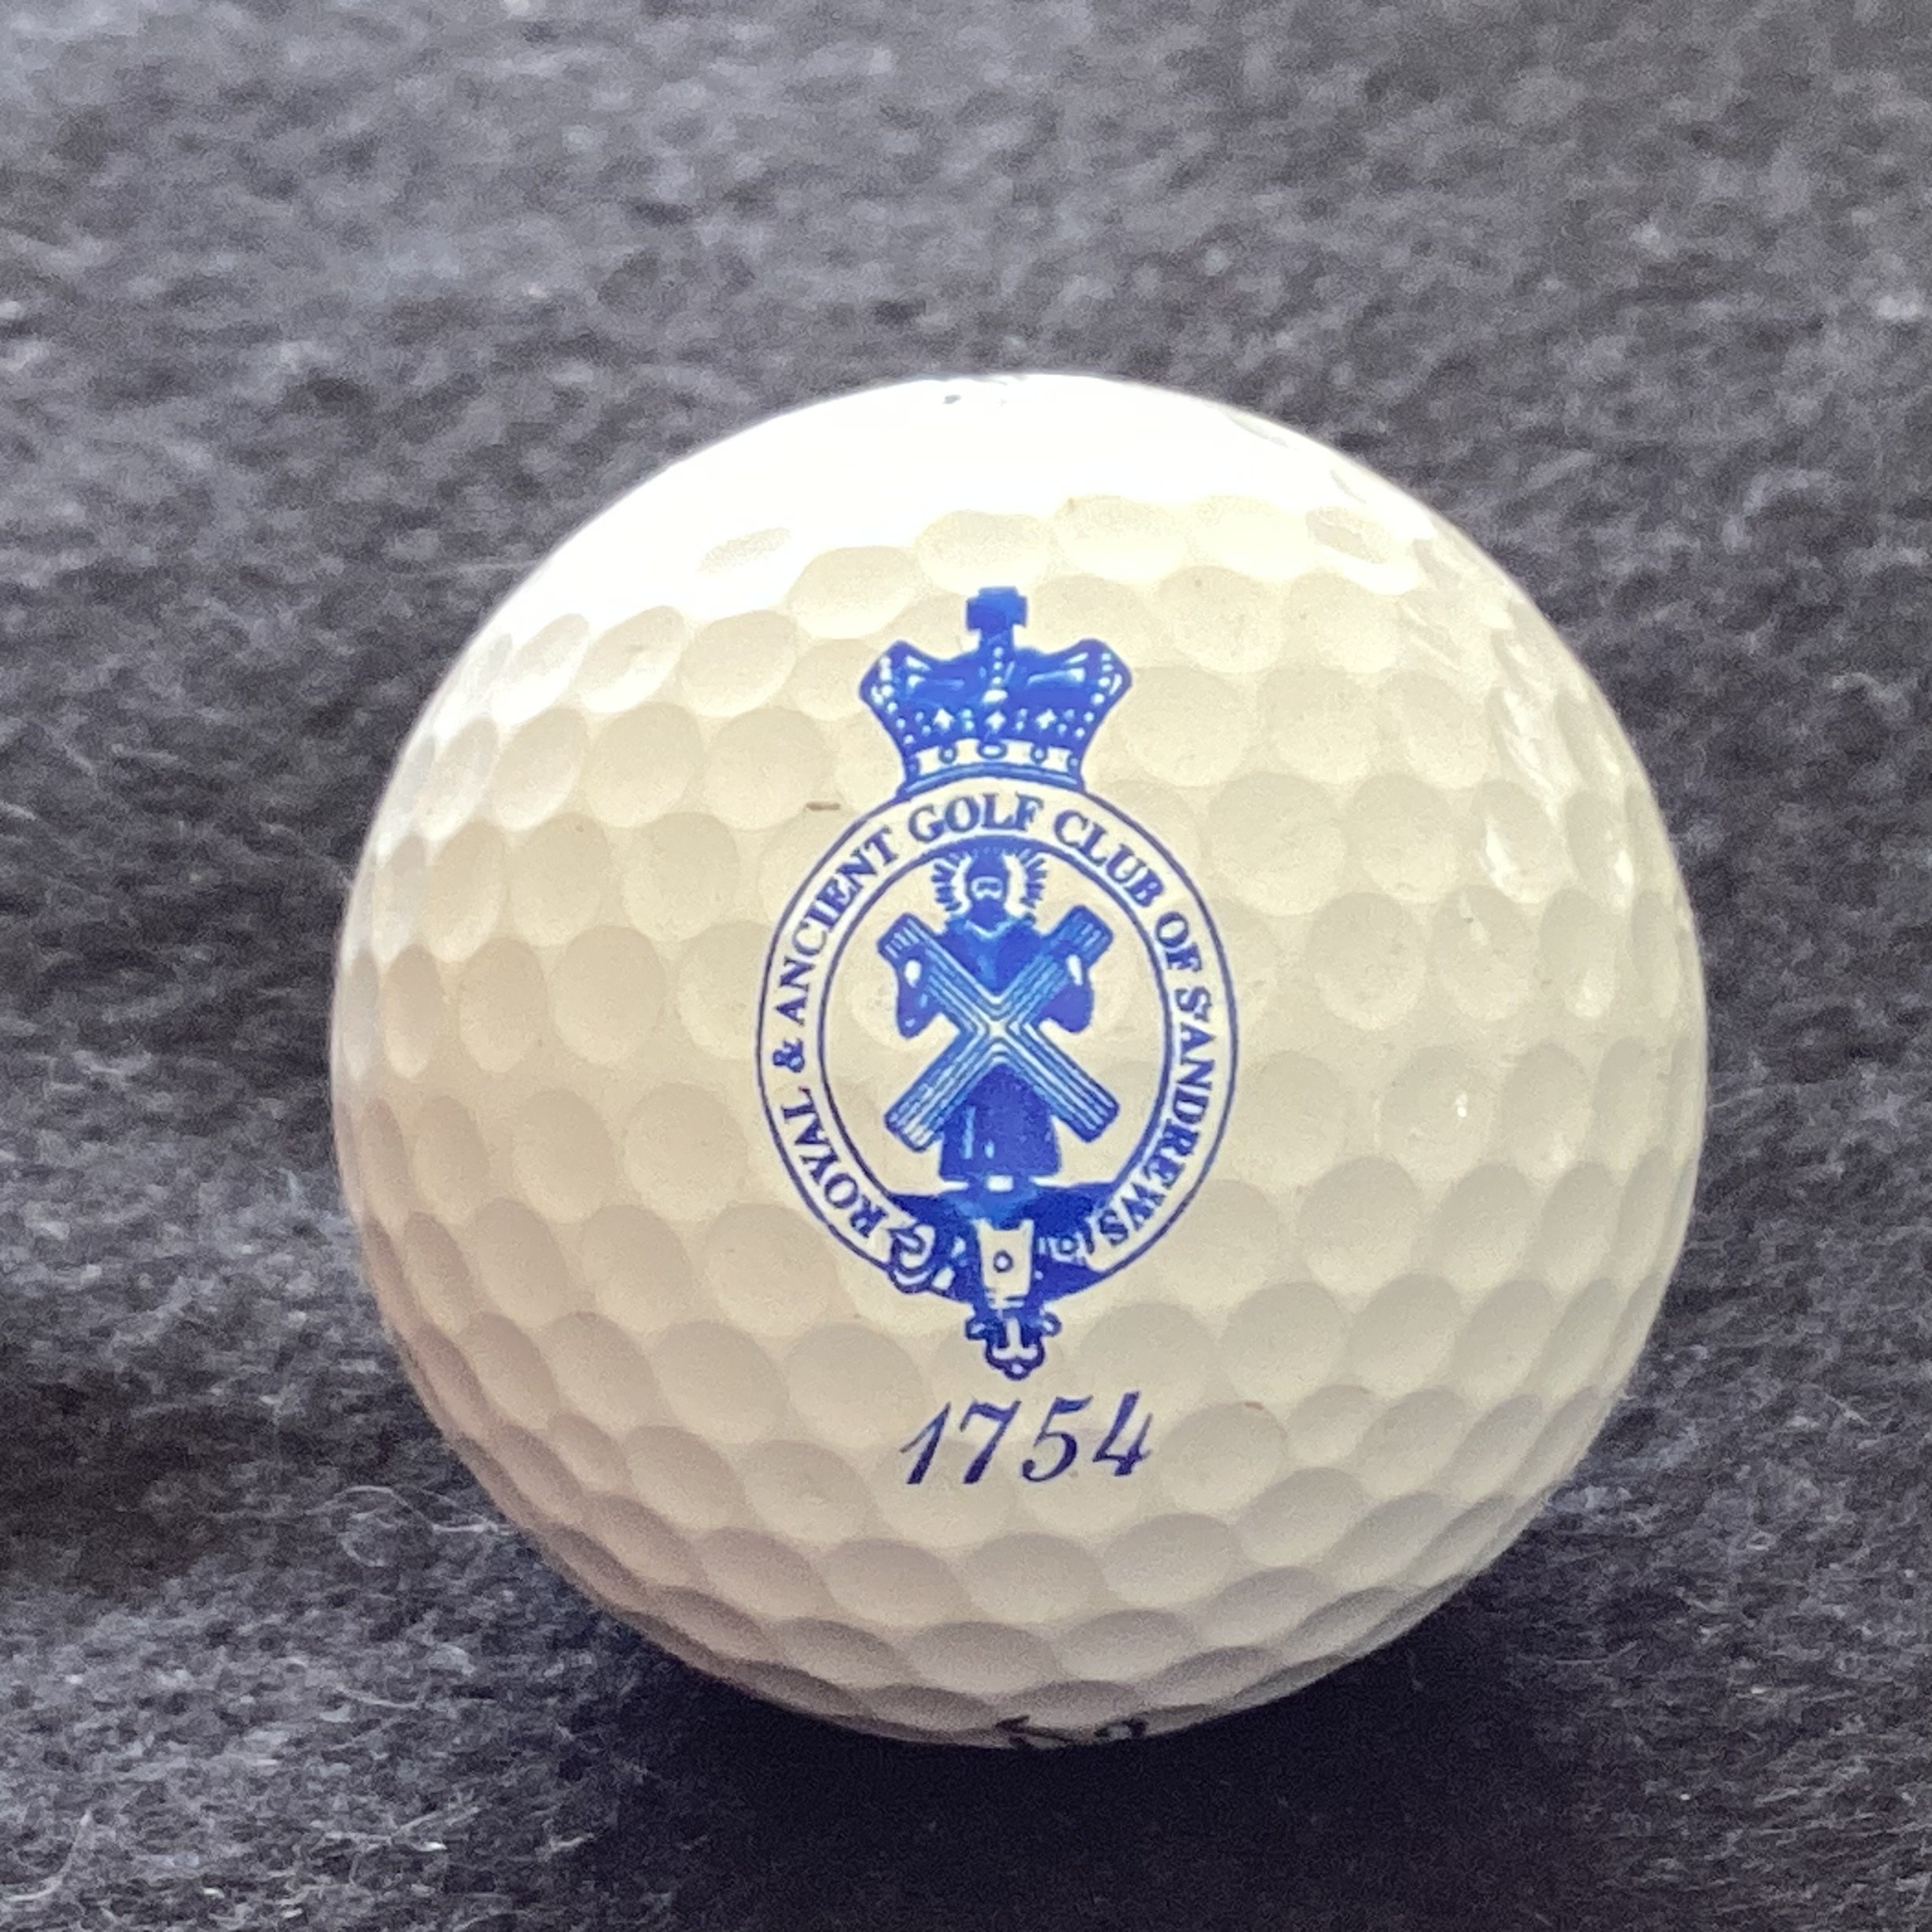 ROYAL & ANCIENT GOLF CLUB OF ST ANDREWS
1754